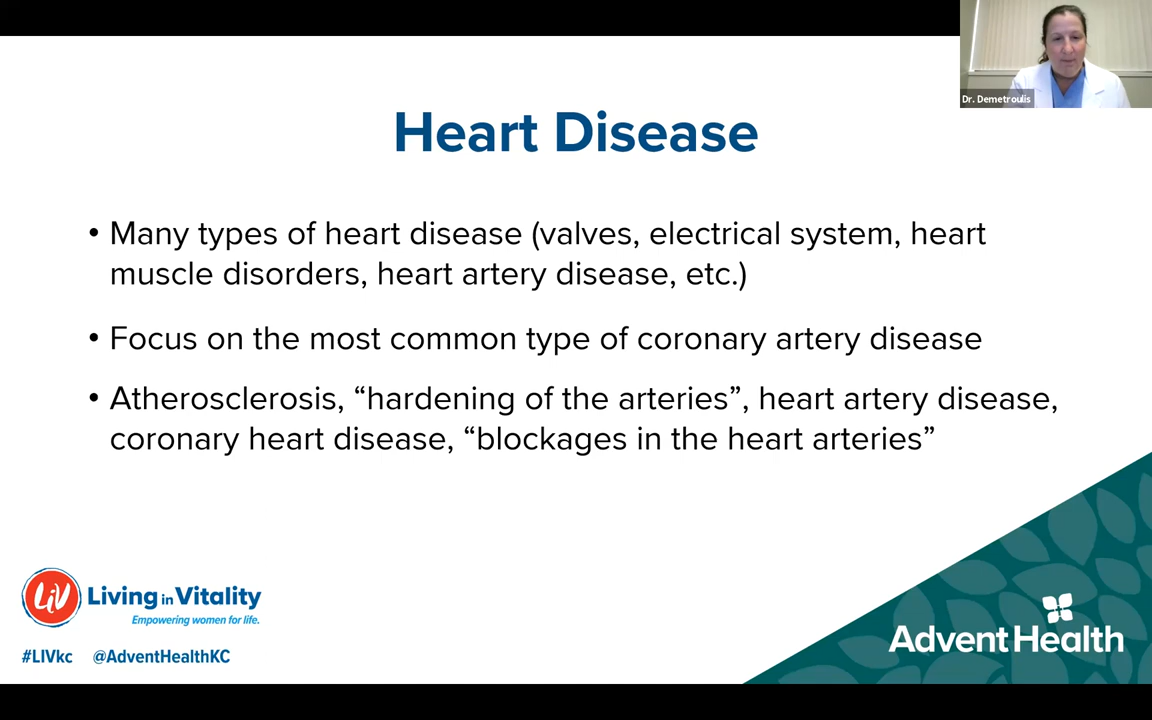 Dr. Demetroulis
Heart Disease
• Many types of heart disease (valves, electrical system, heart
muscle disorders, heart artery disease, etc.)
• Focus on the most common type of coronary artery disease
• Atherosclerosis, “hardening of the arteries”, heart artery disease,
coronary heart disease, “blockages in the heart arteries”
LiV
Living in Vitality
Empowering women for life.
#LIVkc @AdventHealthKC
Advent Health